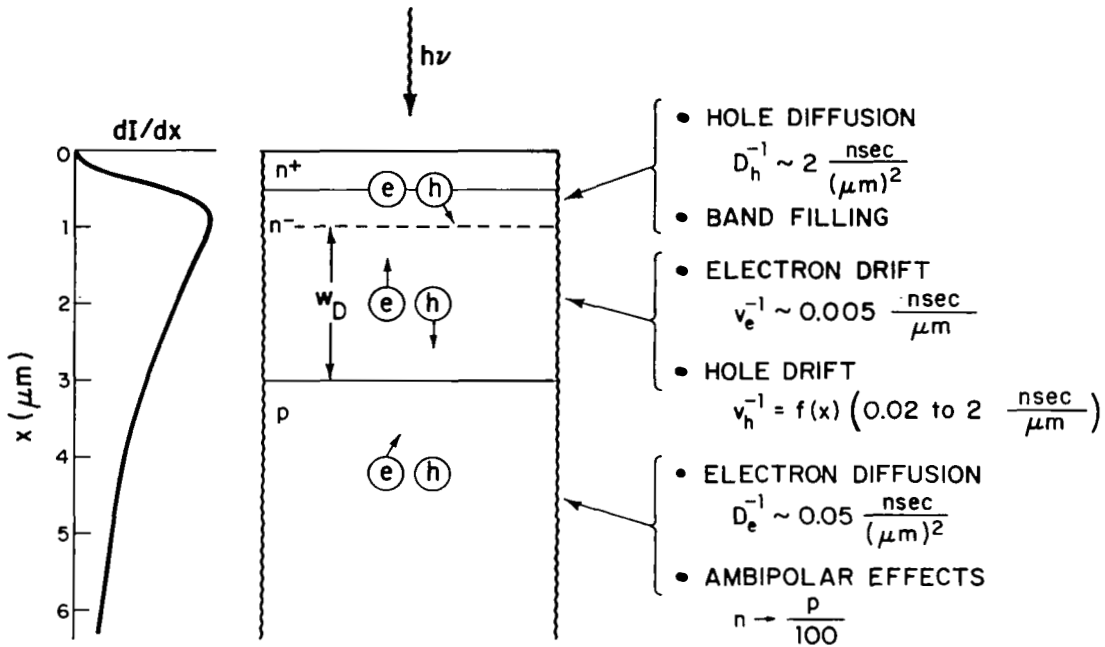 hν
dI/dx
0
1
2
3
4
5
6
x (μm)
n+
e h
n−
w_D
e h
p
e h
• HOLE DIFFUSION
D_h^{-1} ~ 2 nsec/(μm)^2
• BAND FILLING
• ELECTRON DRIFT
v_e^{-1} ~ 0.005 nsec/μm
• HOLE DRIFT
v_h^{-1} = f(x) (0.02 to 2 nsec/μm)
• ELECTRON DIFFUSION
D_e^{-1} ~ 0.05 nsec/(μm)^2
• AMBIPOLAR EFFECTS
n → p/100